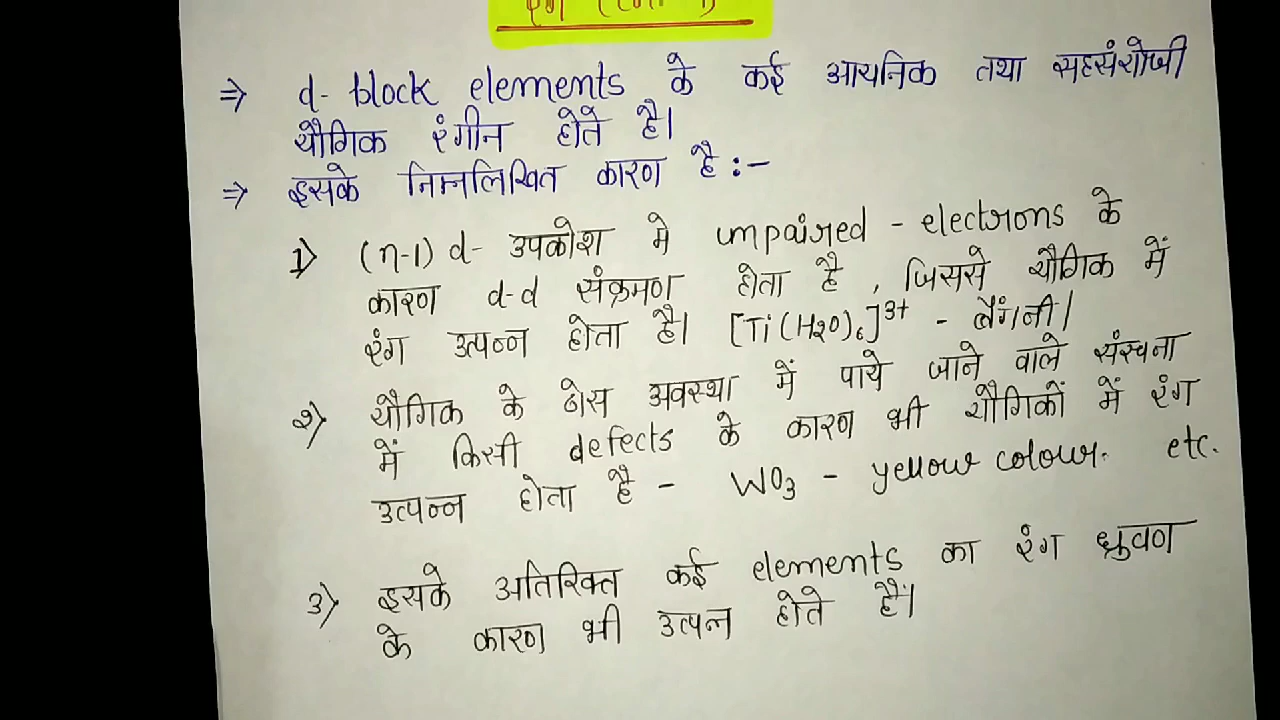 रंग
⇒ d- block elements के कई आयनिक तथा सहसंयोजी
यौगिक रंगीन होते है।
⇒ इसके निम्नलिखित कारण है :-
1) (n-1) d- उपकोश मे unpaired - electrons के
कारण d-d संक्रमण होता है , जिससे यौगिक में
रंग उत्पन्न होता है। [Ti(H2O)6]3+ - बैंगनी।
2) यौगिक के ठोस अवस्था में पाये जाने वाले संरचना
में किसी defects के कारण भी यौगिकों में रंग
उत्पन्न होता है - WO3 - yellow colour. etc.
3) इसके अतिरिक्त कई elements का रंग ध्रुवण
के कारण भी उत्पन्न होते हैं।